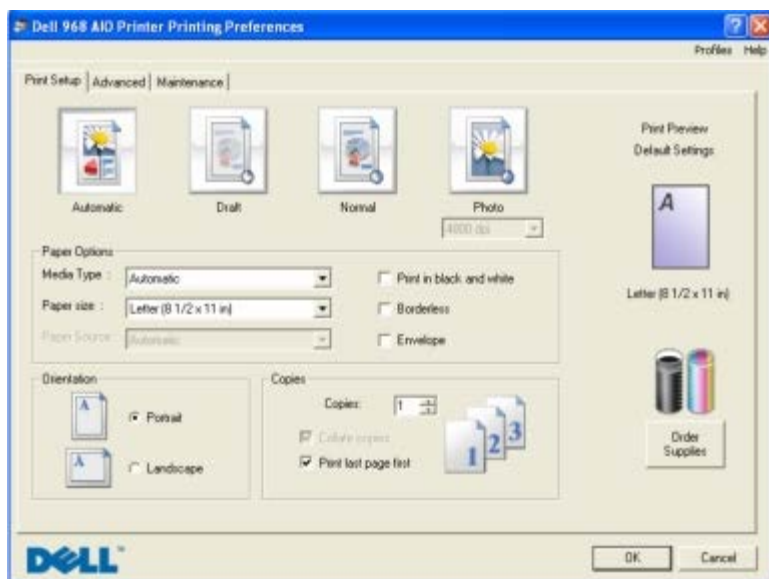 Dell 968 AIO Printer Printing Preferences
Profiles Help
Print Setup Advanced Maintenance
Automatic
Draft
Normal
Photo
4800 dpi
Print Preview
Default Settings
A
Letter (8 1/2 x 11 in)
Paper Options
Media Type : Automatic
Print in black and white
Paper size : Letter (8 1/2 x 11 in)
Borderless
Paper Source Automatic
Envelope
Orientation
A Portrait
A Landscape
Copies
Copies: 1
Collate copies
Print last page first
1 2 3
Order
Supplies
DELL™
OK Cancel